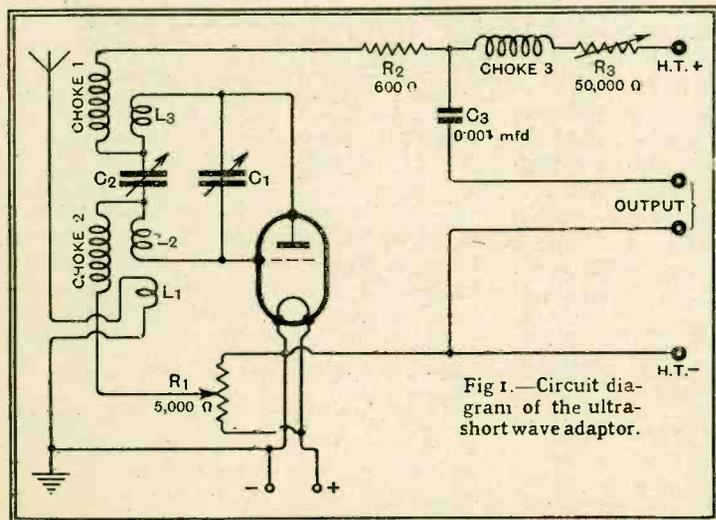 CHOKE 1
L3
C2
C1
CHOKE 2
L2
L1
R1
5,000 Ω
R2
600 Ω
CHOKE 3
R3
50,000 Ω
H.T. +
C3
0.001 mfd
OUTPUT
H.T.-
Fig 1.—Circuit dia-
gram of the ultra-
short wave adaptor.
- +